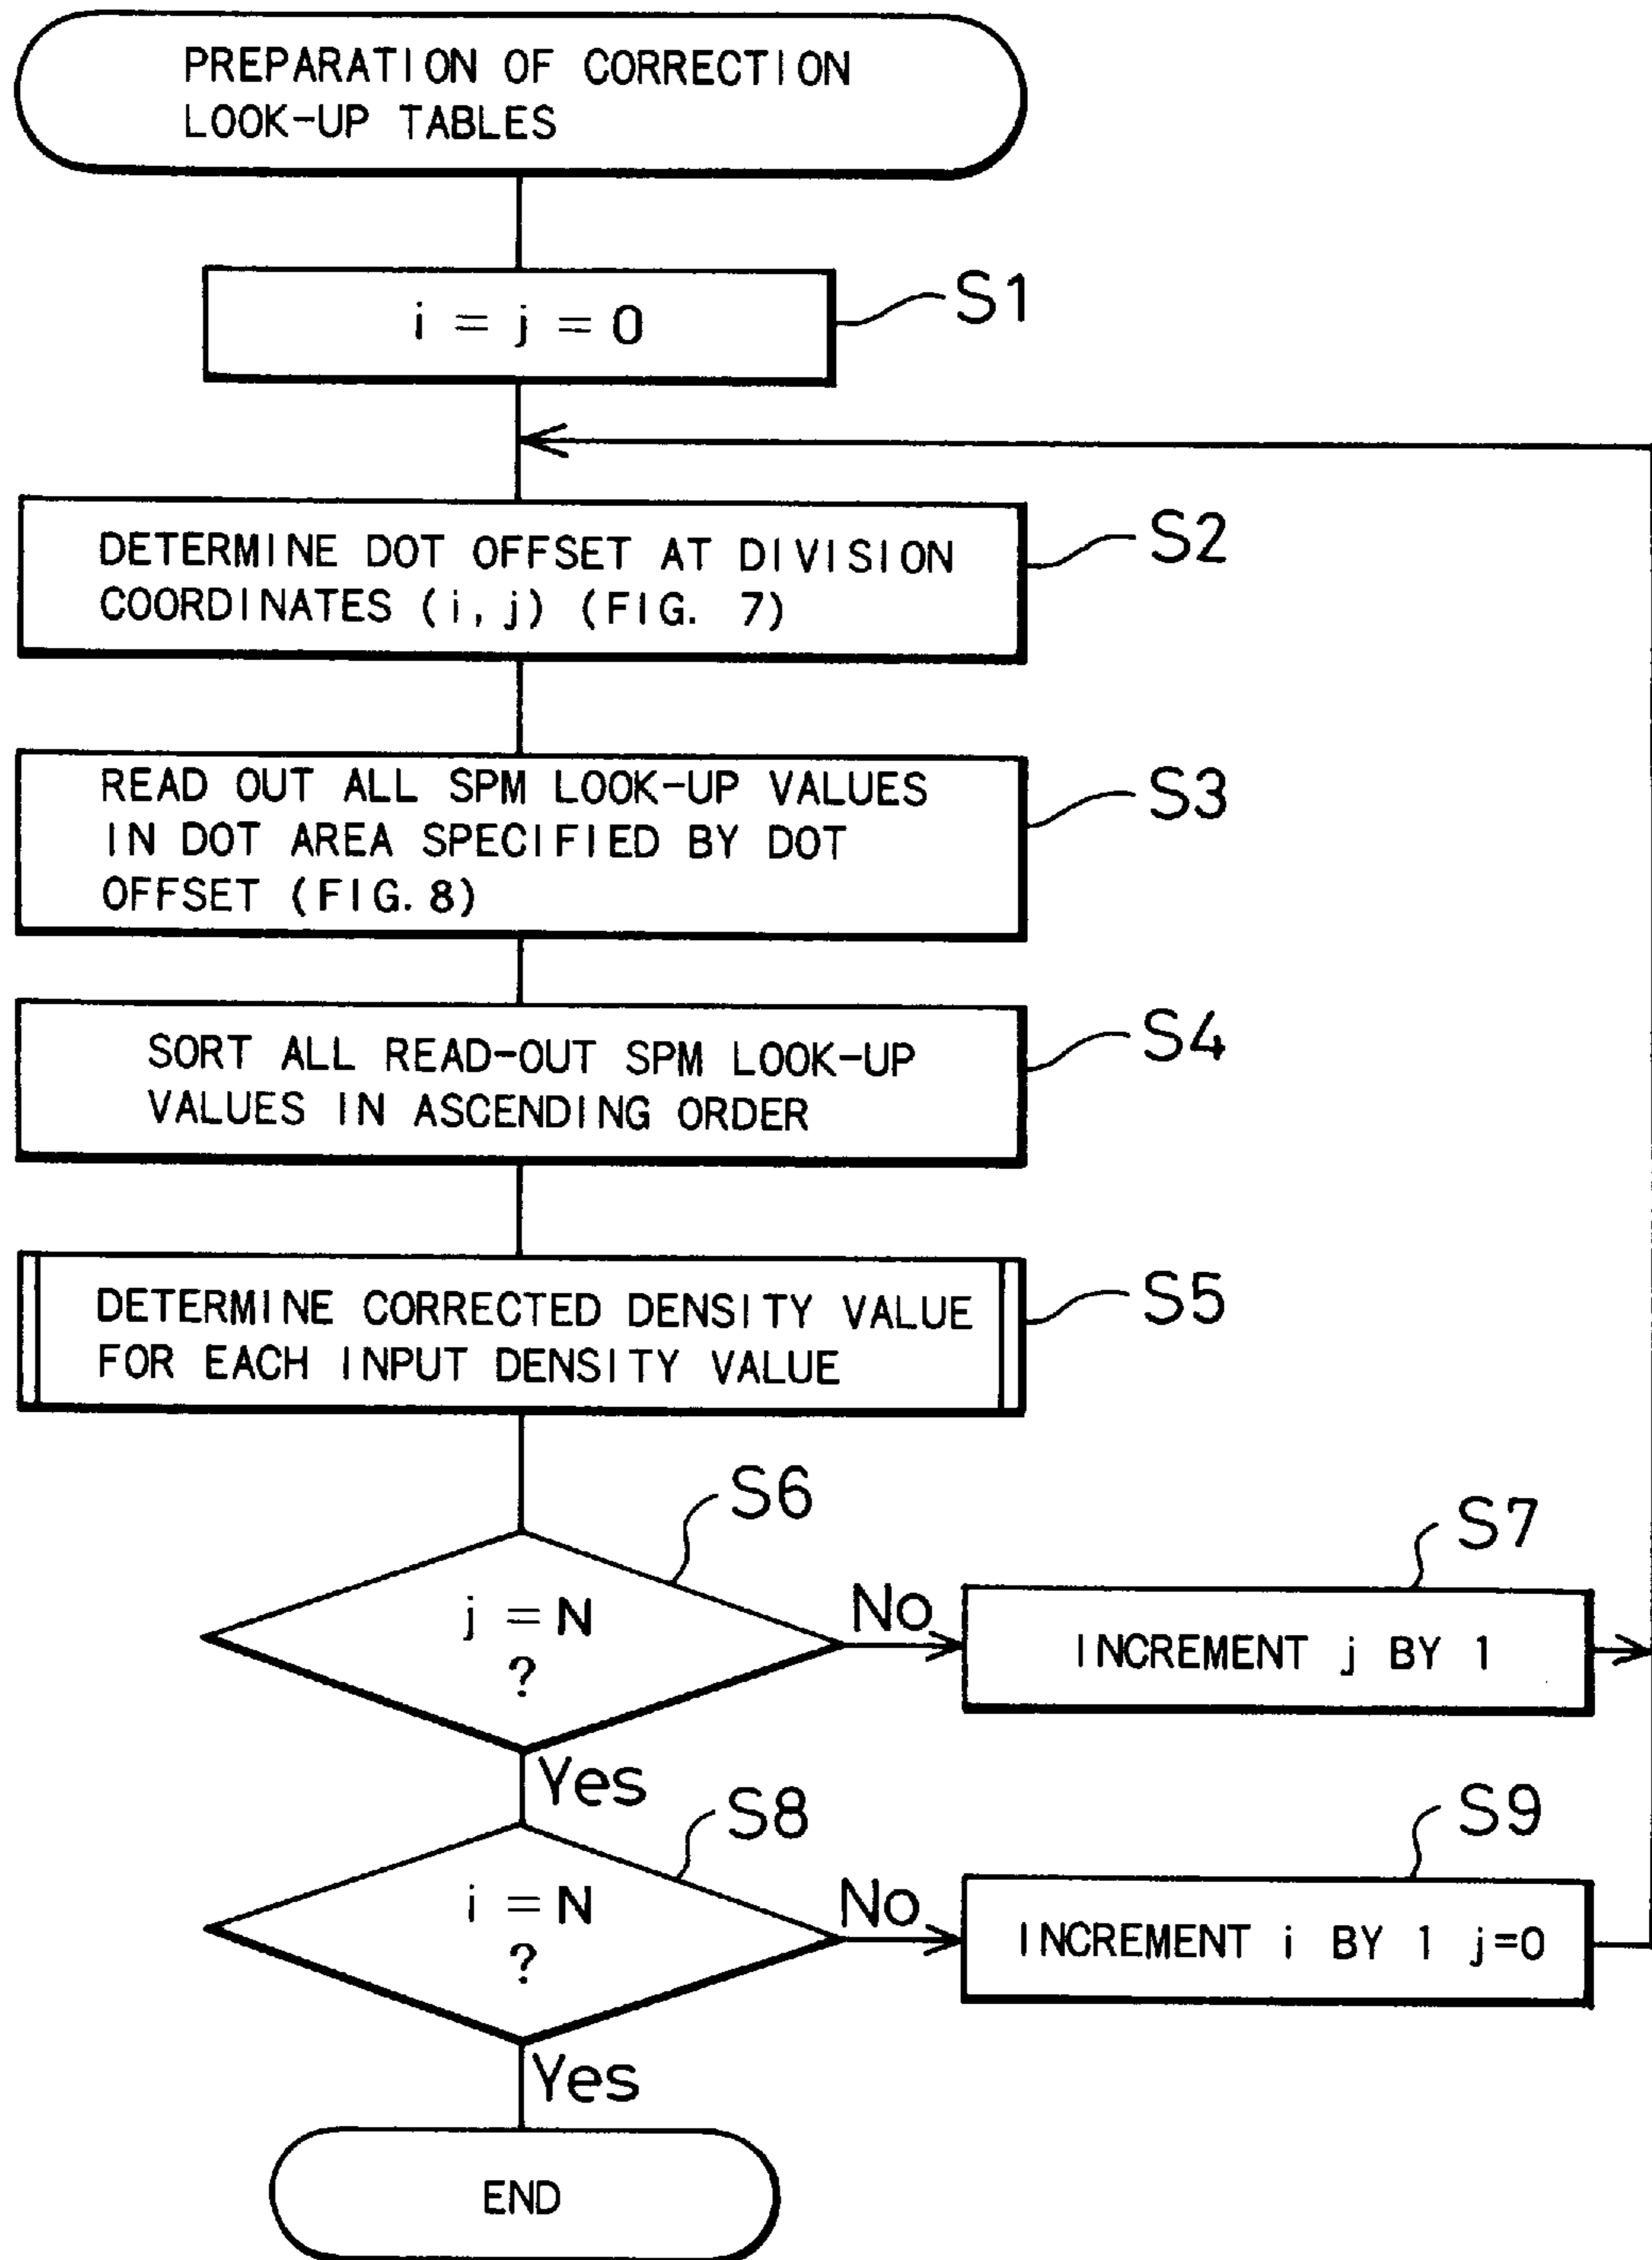 PREPARATION OF CORRECTION
LOOK-UP TABLES
i = j = 0
S1
DETERMINE DOT OFFSET AT DIVISION
COORDINATES (i, j) (FIG. 7)
S2
READ OUT ALL SPM LOOK-UP VALUES
IN DOT AREA SPECIFIED BY DOT
OFFSET (FIG. 8)
S3
SORT ALL READ-OUT SPM LOOK-UP
VALUES IN ASCENDING ORDER
S4
DETERMINE CORRECTED DENSITY VALUE
FOR EACH INPUT DENSITY VALUE
S5
S6
j = N
?
No
S7
INCREMENT j BY 1
Yes
S8
i = N
?
No
S9
INCREMENT i BY 1 j=0
Yes
END